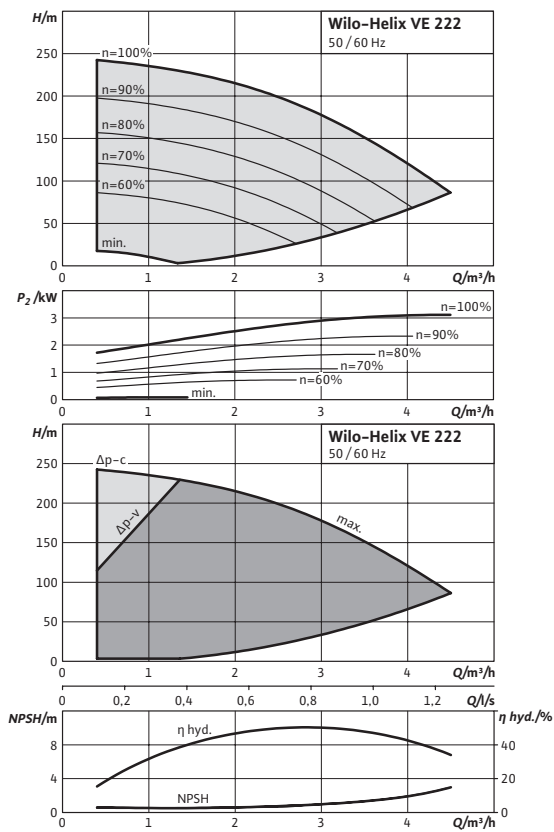 H/m
Wilo-Helix VE 222
50 / 60 Hz
n=100%
250
n=90%
200
n=80%
150
n=70%
100
n=60%
50
min.
0
0 1 2 3 4 Q/m³/h
P₂ /kW
n=100%
3
n=90%
2
n=80%
n=70%
1
n=60%
min.
0
0 1 2 3 4 Q/m³/h
H/m
Wilo-Helix VE 222
50 / 60 Hz
Δp-c
250
200
Δp-v
max.
150
100
50
0
0 1 2 3 4 Q/m³/h
0 0,2 0,4 0,6 0,8 1,0 1,2 Q/l/s
NPSH/m
η hyd./%
η hyd.
8 40
4 20
NPSH
0 0
0 1 2 3 4 Q/m³/h